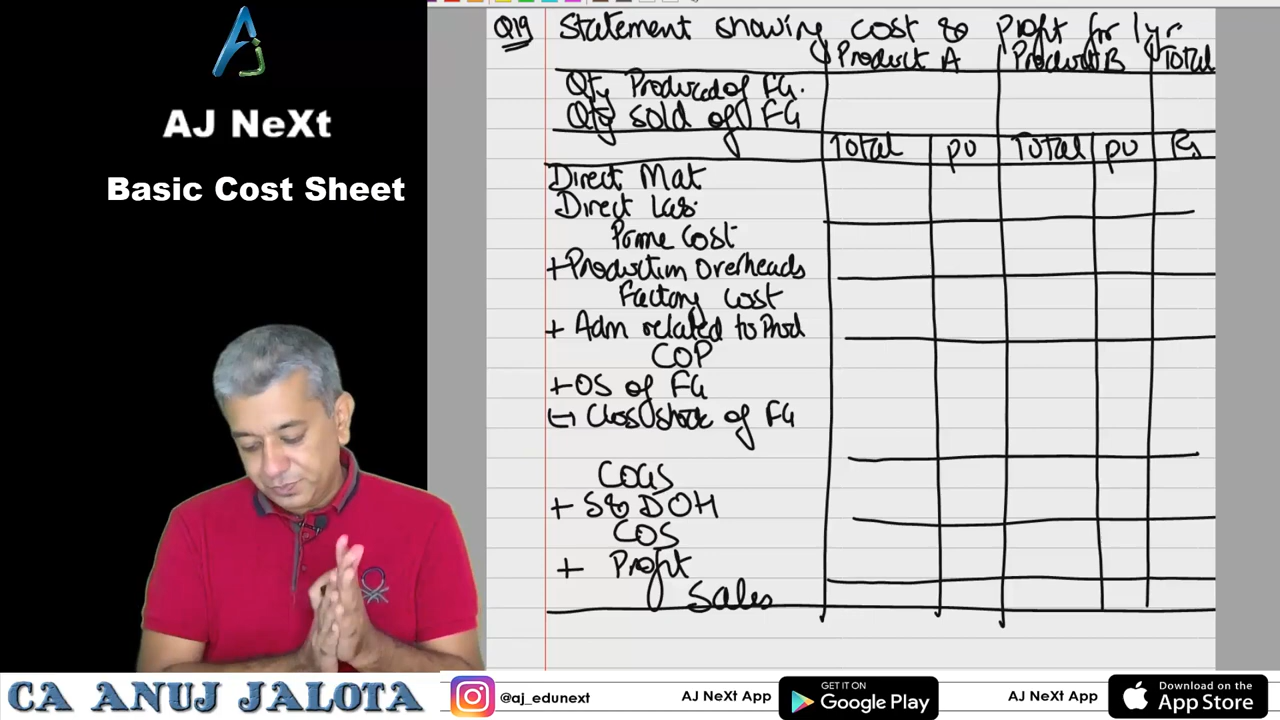 AJ NeXt
Basic Cost Sheet
Q19 Statement showing cost & Profit for 1yr
Product A Product B Total
Qty Produced of FG.
Qty sold of FG
Total pu Total pu Rs
Direct Mat
Direct Lab.
Prime Cost
+Production Overheads
Factory Cost
+ Adm related to Prod
COP
+OS of FG
(-) Clos stock of FG
COGS
+ S&DOH
COS
+ Profit
Sales
CA ANUJ JALOTA
@aj_edunext
AJ NeXt App
GET IT ON
Google Play
AJ NeXt App
Download on the
App Store